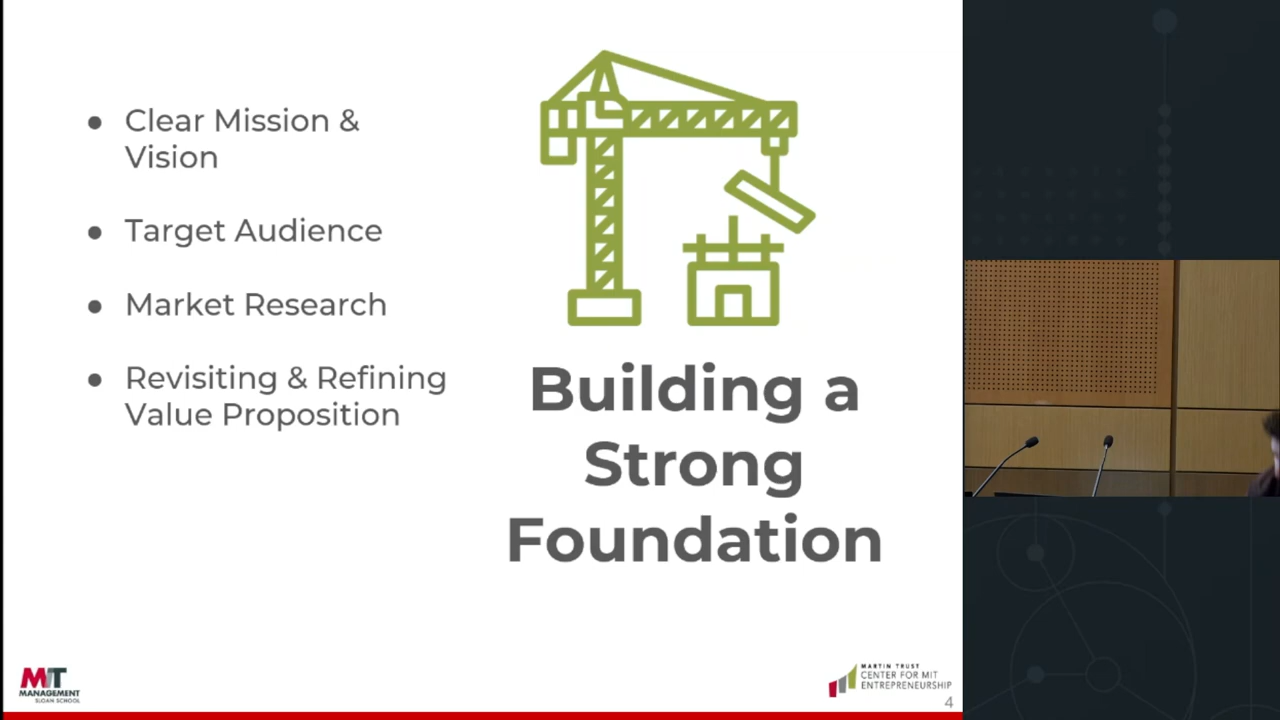 Clear Mission &
Vision
Target Audience
Market Research
Revisiting & Refining
Value Proposition
Building a
Strong
Foundation
MIT
MANAGEMENT
SLOAN SCHOOL
MARTIN TRUST
CENTER FOR MIT
ENTREPRENEURSHIP
4